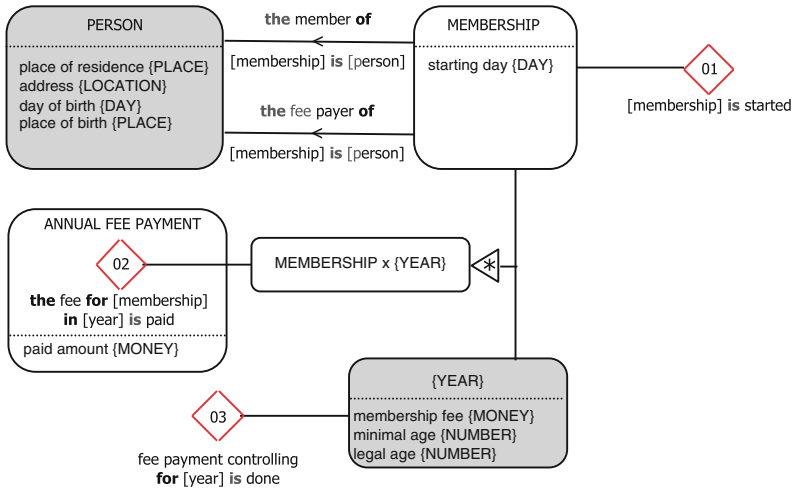 PERSON
place of residence {PLACE}
address {LOCATION}
day of birth {DAY}
place of birth {PLACE}
the member of
[membership] is [person]
the fee payer of
[membership] is [person]
MEMBERSHIP
starting day {DAY}
01
[membership] is started
ANNUAL FEE PAYMENT
02
the fee for [membership]
in [year] is paid
paid amount {MONEY}
MEMBERSHIP x {YEAR}
*
{YEAR}
membership fee {MONEY}
minimal age {NUMBER}
legal age {NUMBER}
03
fee payment controlling
for [year] is done